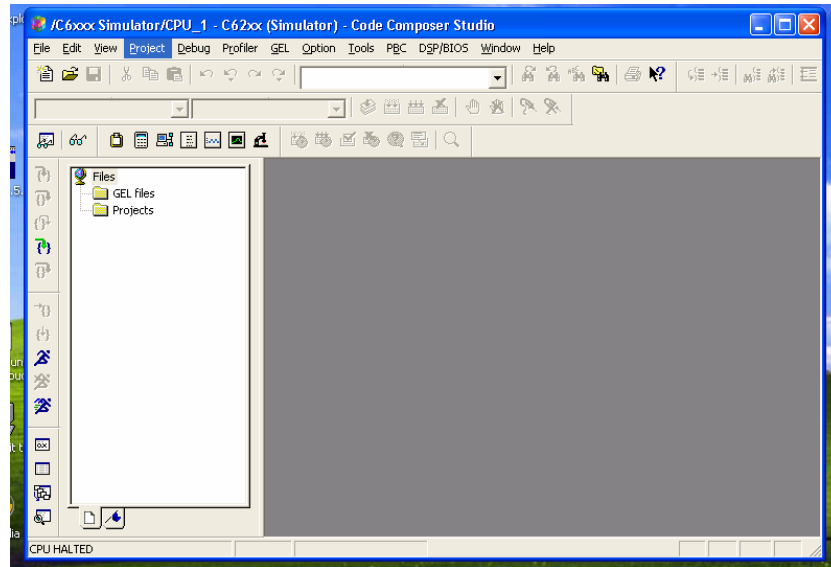 /C6xxx Simulator/CPU_1 - C62xx (Simulator) - Code Composer Studio
File Edit View Project Debug Profiler GEL Option Tools PBC DSP/BIOS Window Help
Files
GEL files
Projects
CPU HALTED